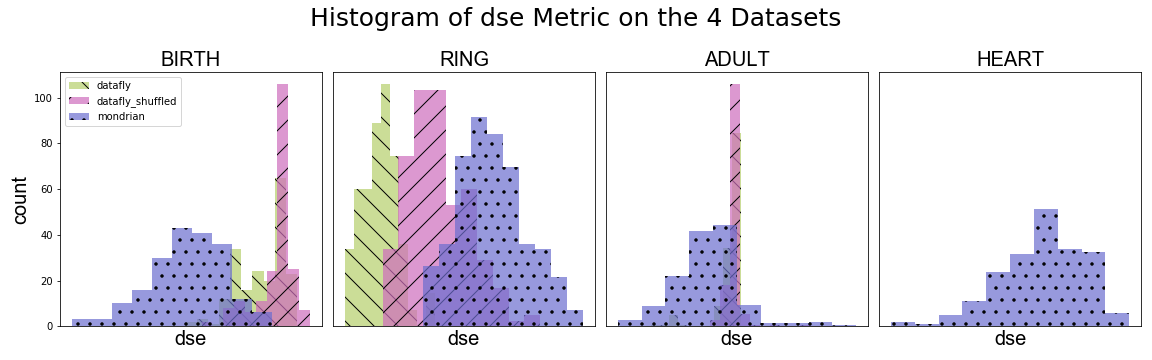 Histogram of dse Metric on the 4 Datasets
BIRTH
RING
ADULT
HEART
datafly
datafly_shuffled
mondrian
100
80
60
40
20
0
count
dse
dse
dse
dse